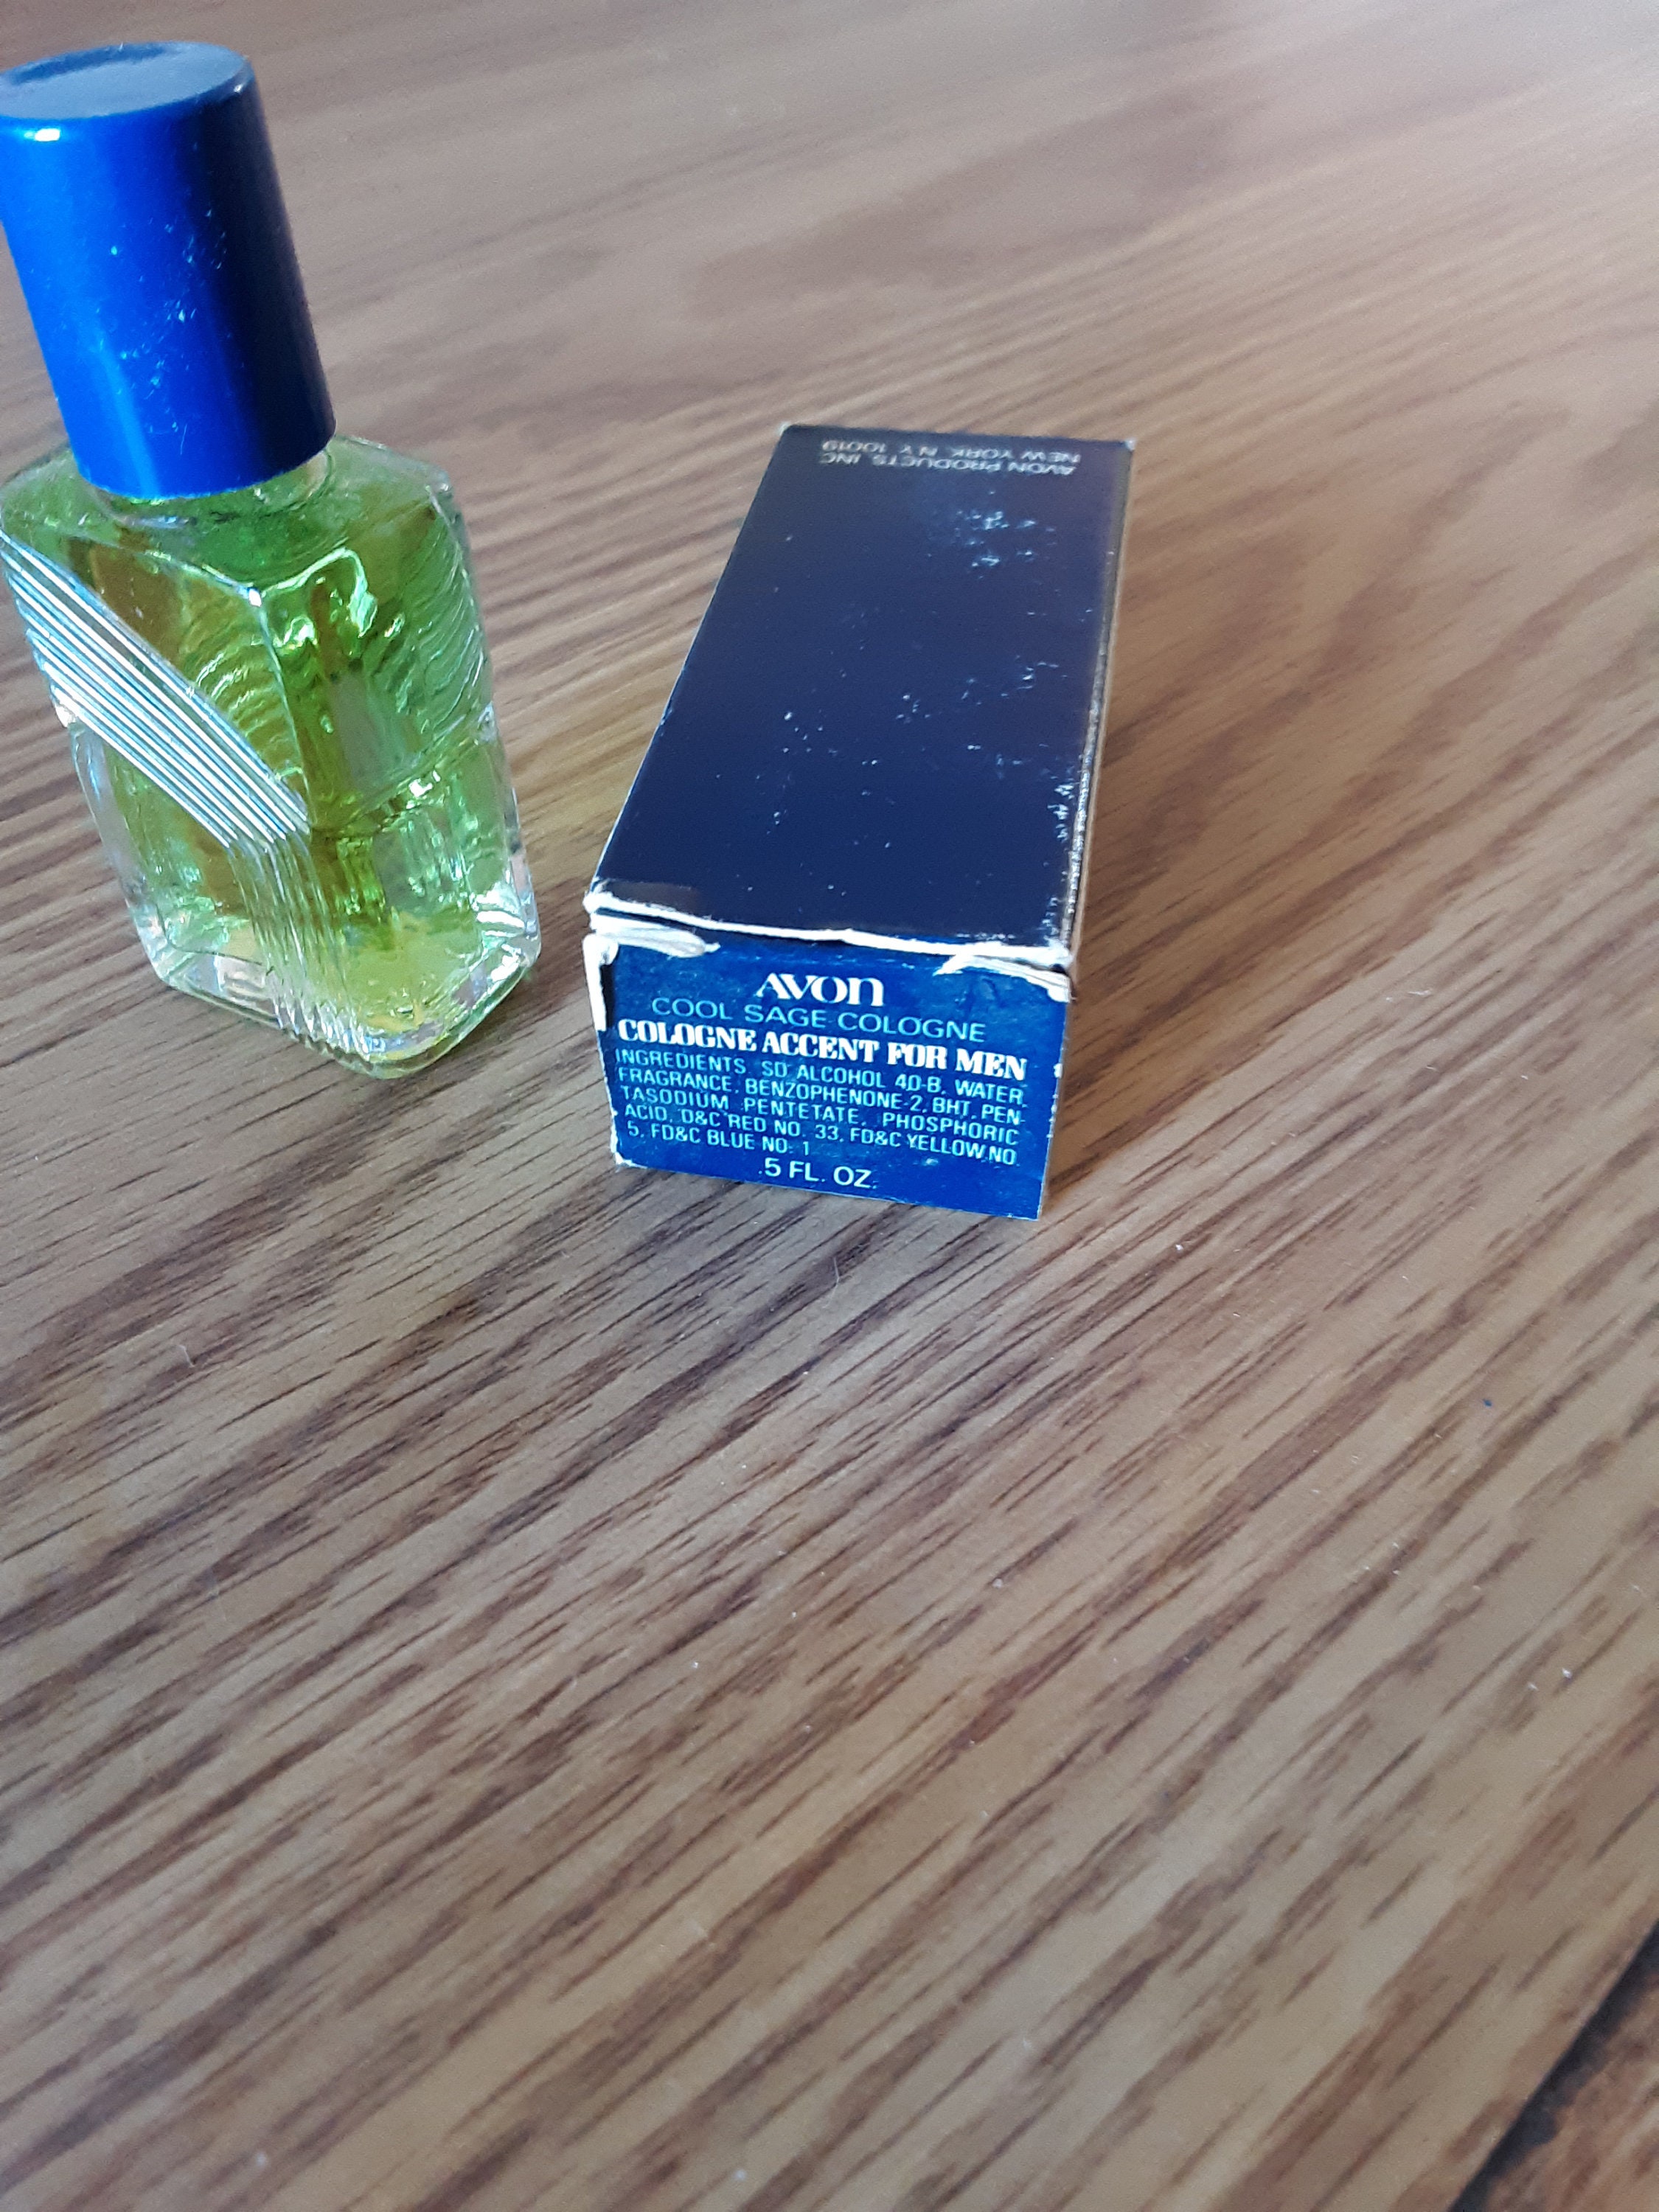 AVON PRODUCTS, INC.
NEW YORK, N.Y. 10019
AVON
COOL SAGE COLOGNE
COLOGNE ACCENT FOR MEN
INGREDIENTS. SD ALCOHOL 40-B, WATER,
FRAGRANCE, BENZOPHENONE-2, BHT, PEN-
TASODIUM PENTETATE, PHOSPHORIC
ACID, D&C RED NO. 33, FD&C YELLOW NO.
5, FD&C BLUE NO. 1
.5 FL. OZ.